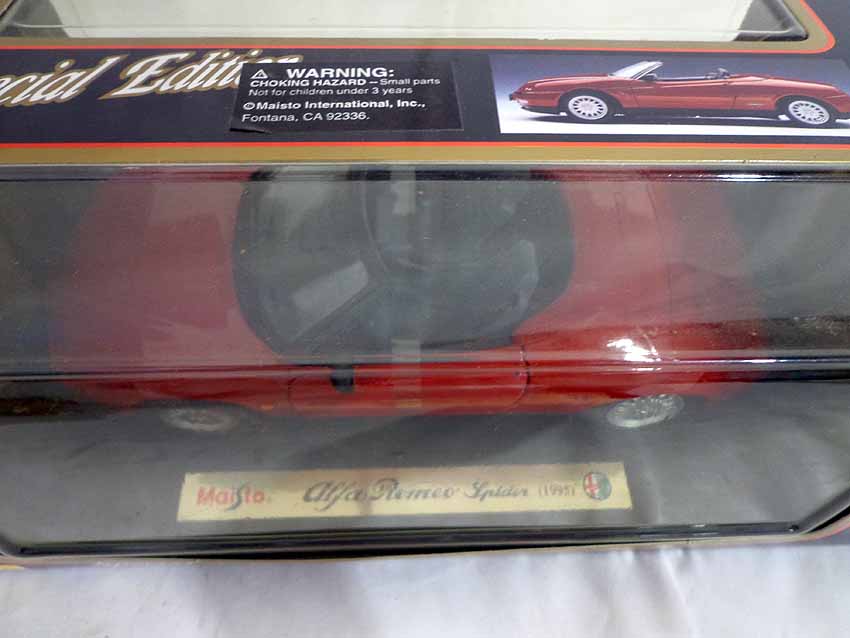 cial Edition
⚠ WARNING:
CHOKING HAZARD -- Small parts
Not for children under 3 years
©Maisto International, Inc.,
Fontana, CA 92336.
Maisto Alfa Romeo Spider (1995)